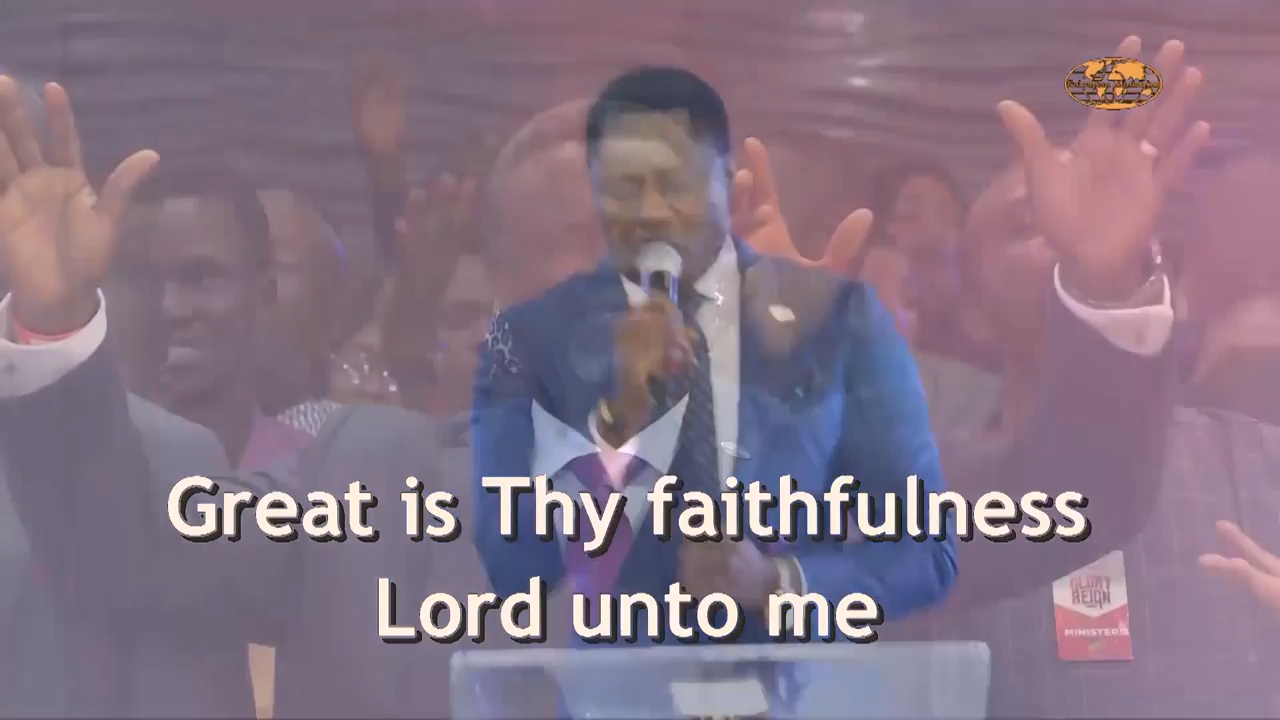 Great is Thy faithfulness
Lord unto me
GLORY
REIGN
MINISTERS